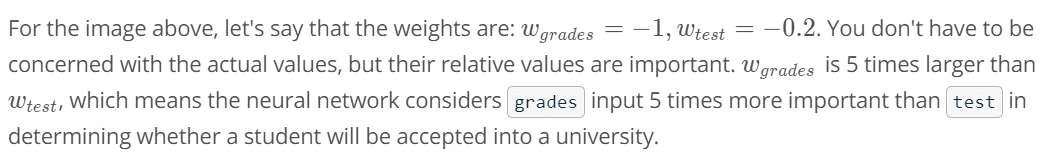 For the image above, let's say that the weights are: w_grades = −1, w_test = −0.2. You don't have to be
concerned with the actual values, but their relative values are important. w_grades is 5 times larger than
w_test, which means the neural network considers grades input 5 times more important than test in
determining whether a student will be accepted into a university.